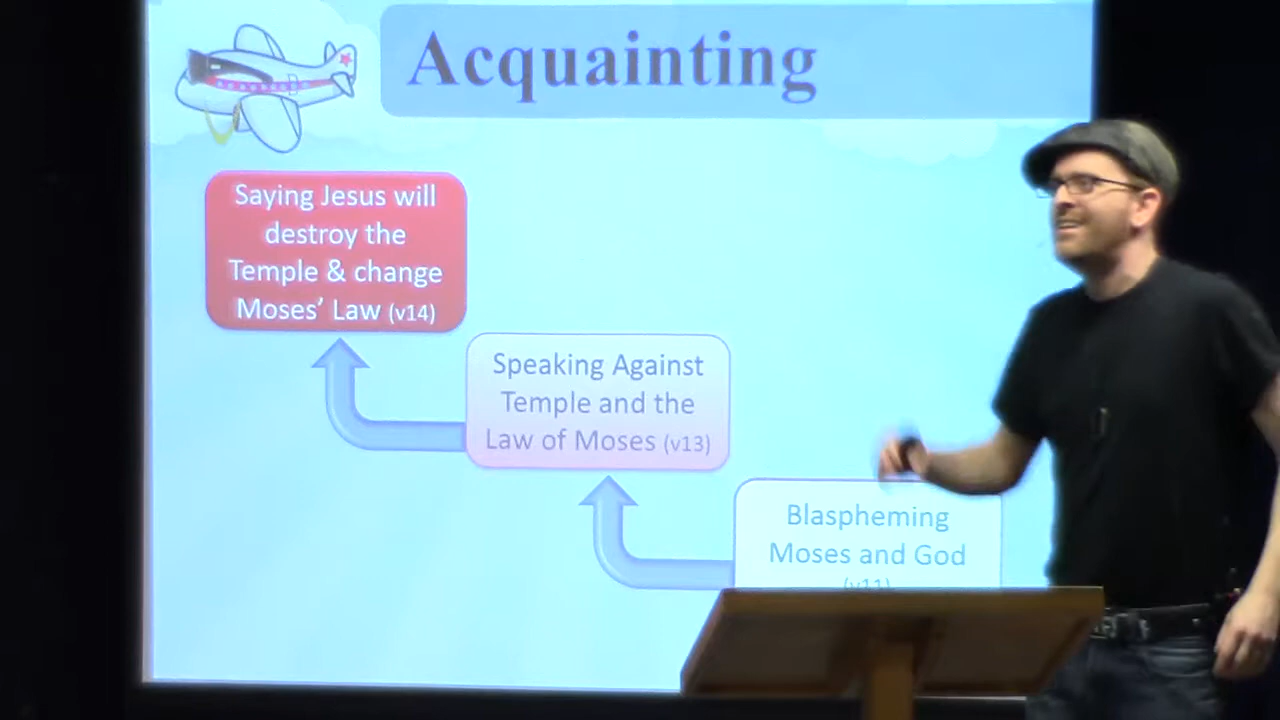 Acquainting
Saying Jesus will
destroy the
Temple & change
Moses’ Law (v14)
Speaking Against
Temple and the
Law of Moses (v13)
Blaspheming
Moses and God
(v11)